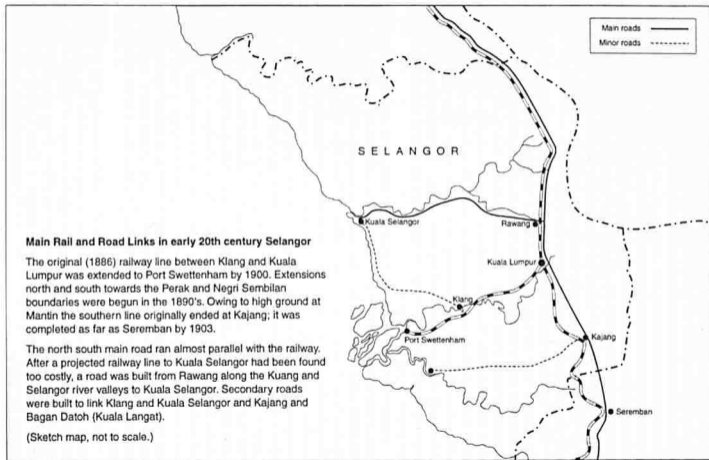 Main roads
Minor roads
SELANGOR
Kuala Selangor
Rawang
Kuala Lumpur
Klang
Port Swettenham
Kajang
Seremban
Main Rail and Road Links in early 20th century Selangor
The original (1886) railway line between Klang and Kuala
Lumpur was extended to Port Swettenham by 1900. Extensions
north and south towards the Perak and Negri Sembilan
boundaries were begun in the 1890's. Owing to high ground at
Mantin the southern line originally ended at Kajang; it was
completed as far as Seremban by 1903.
The north south main road ran almost parallel with the railway.
After a projected railway line to Kuala Selangor had been found
too costly, a road was built from Rawang along the Kuang and
Selangor river valleys to Kuala Selangor. Secondary roads
were built to link Klang and Kuala Selangor and Kajang and
Bagan Datoh (Kuala Langat).
(Sketch map, not to scale.)